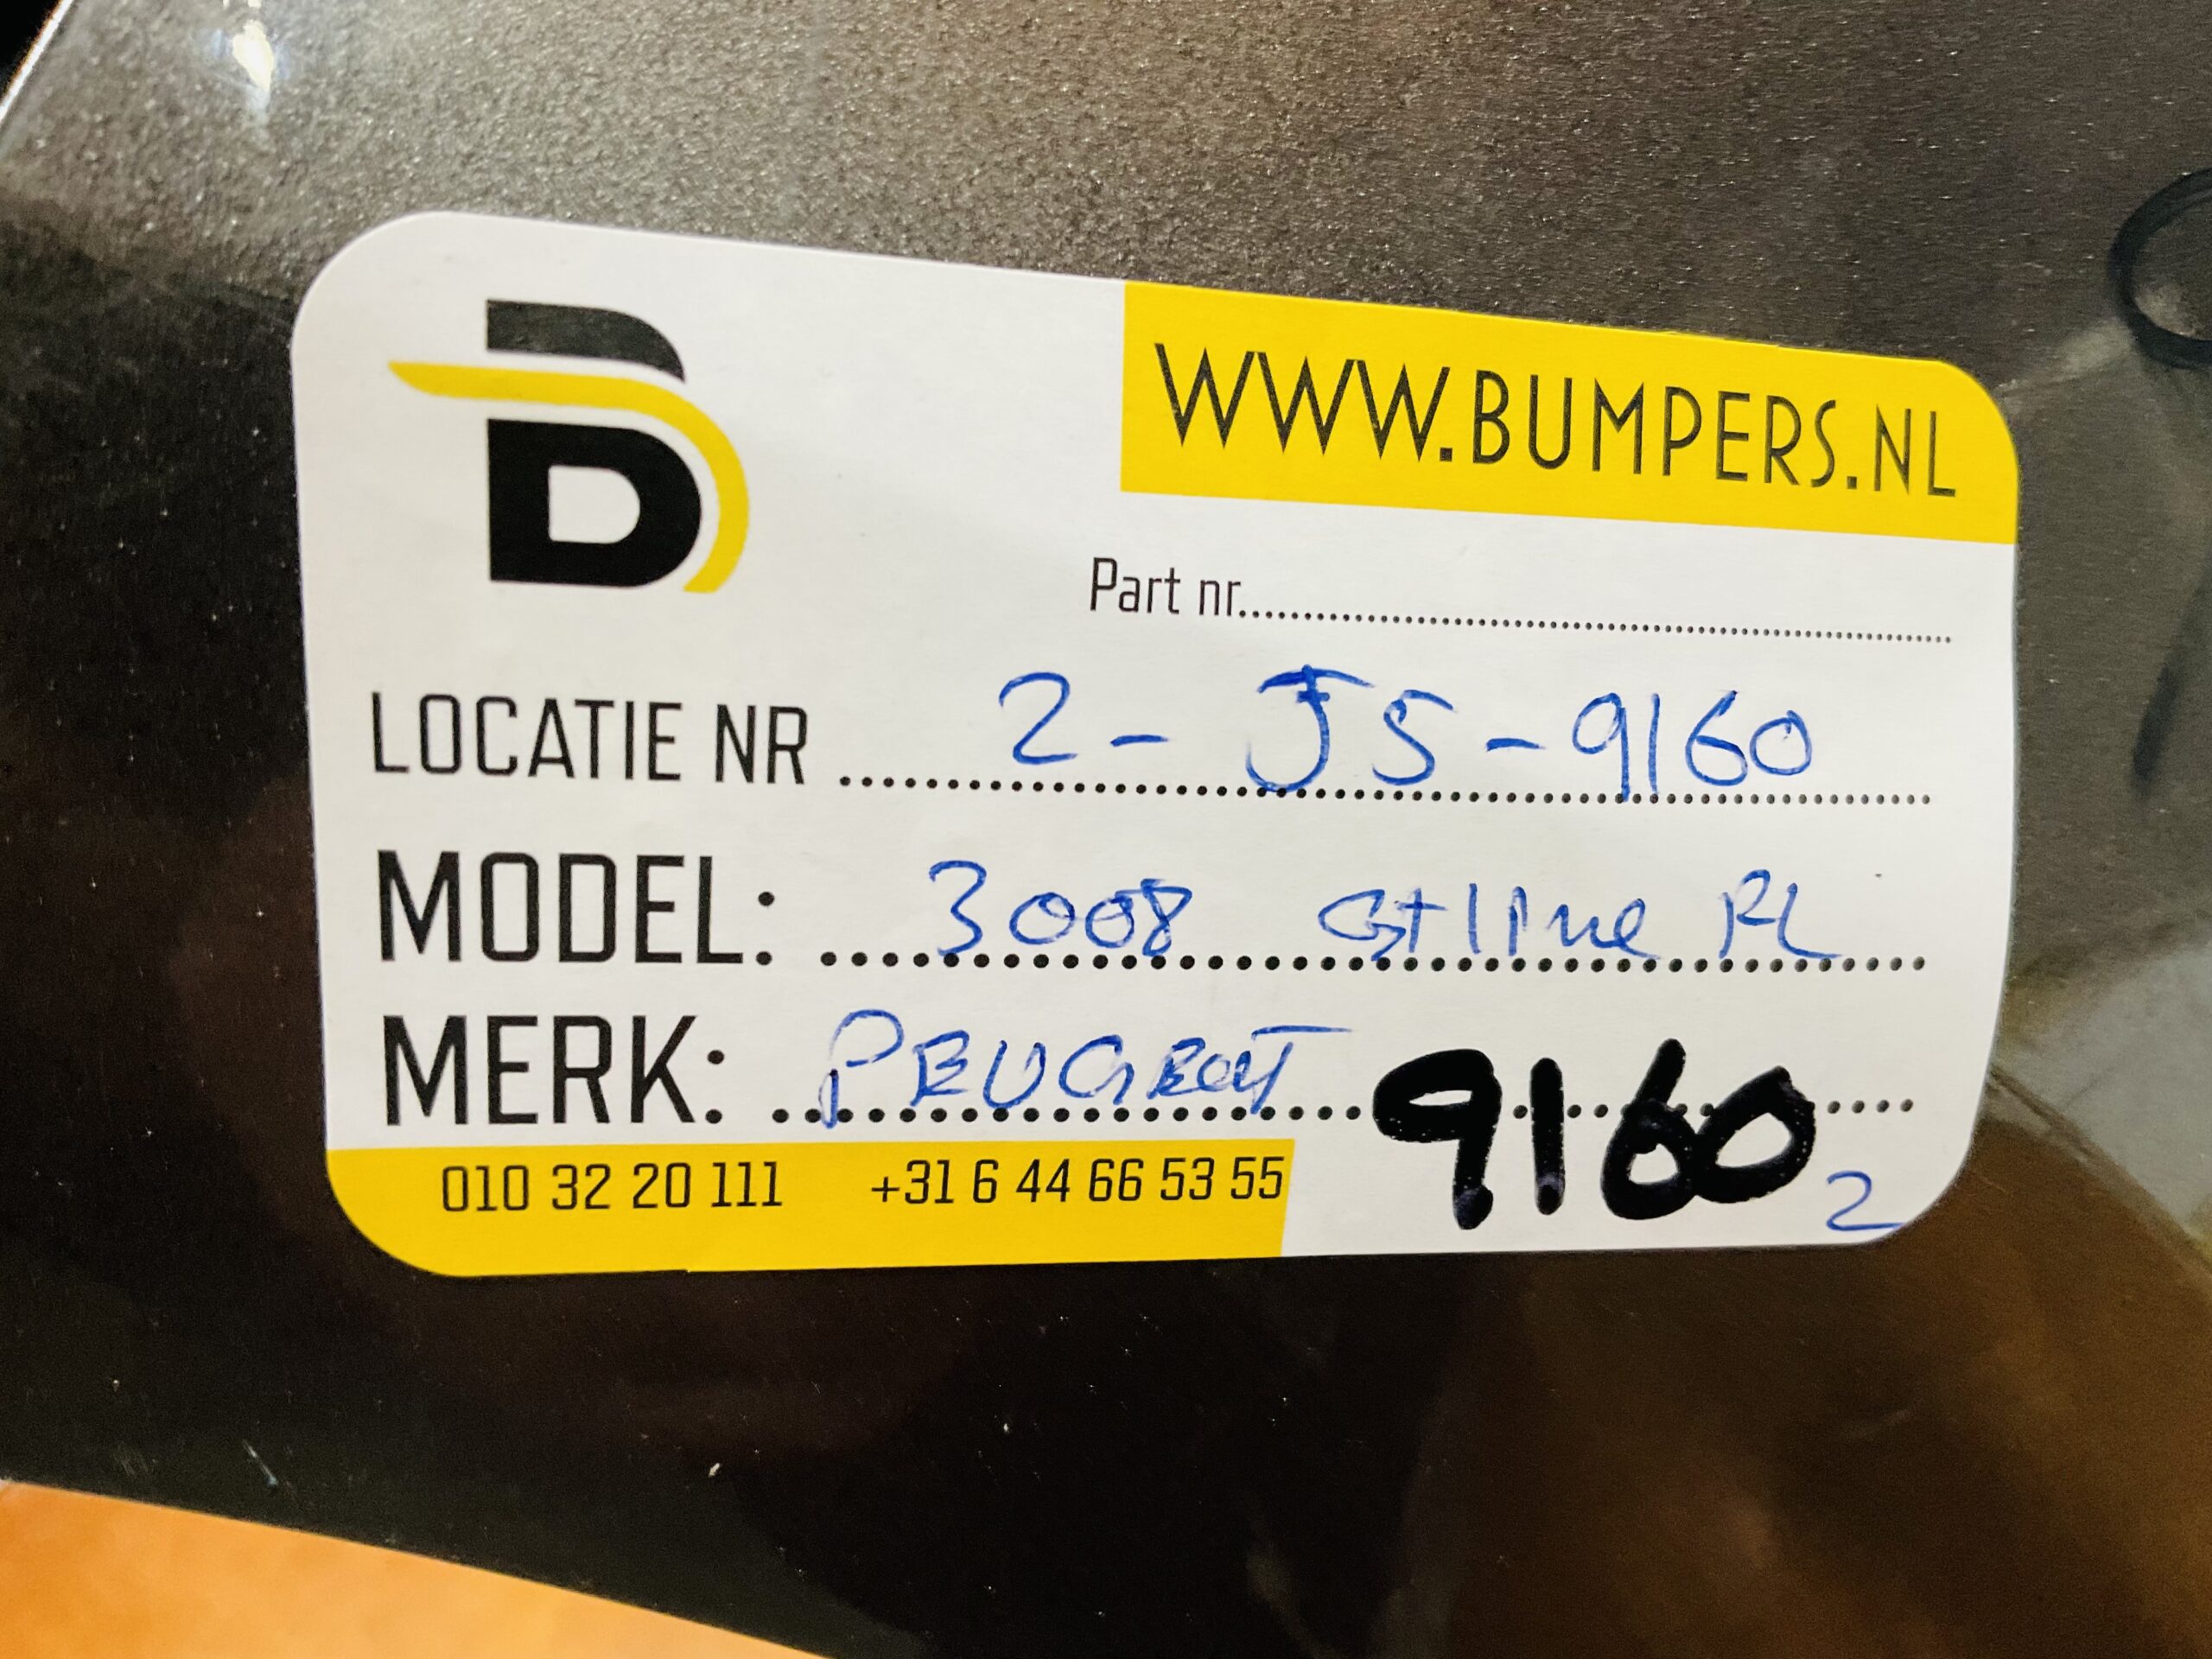 B
WWW.BUMPERS.NL
Part nr........................
LOCATIE NR ........ 2 - JS - 9160
MODEL: ........ 3008 Gtline FL
MERK: ........ PEUGEOT
9160
2
010 32 20 111 +31 6 44 66 53 55